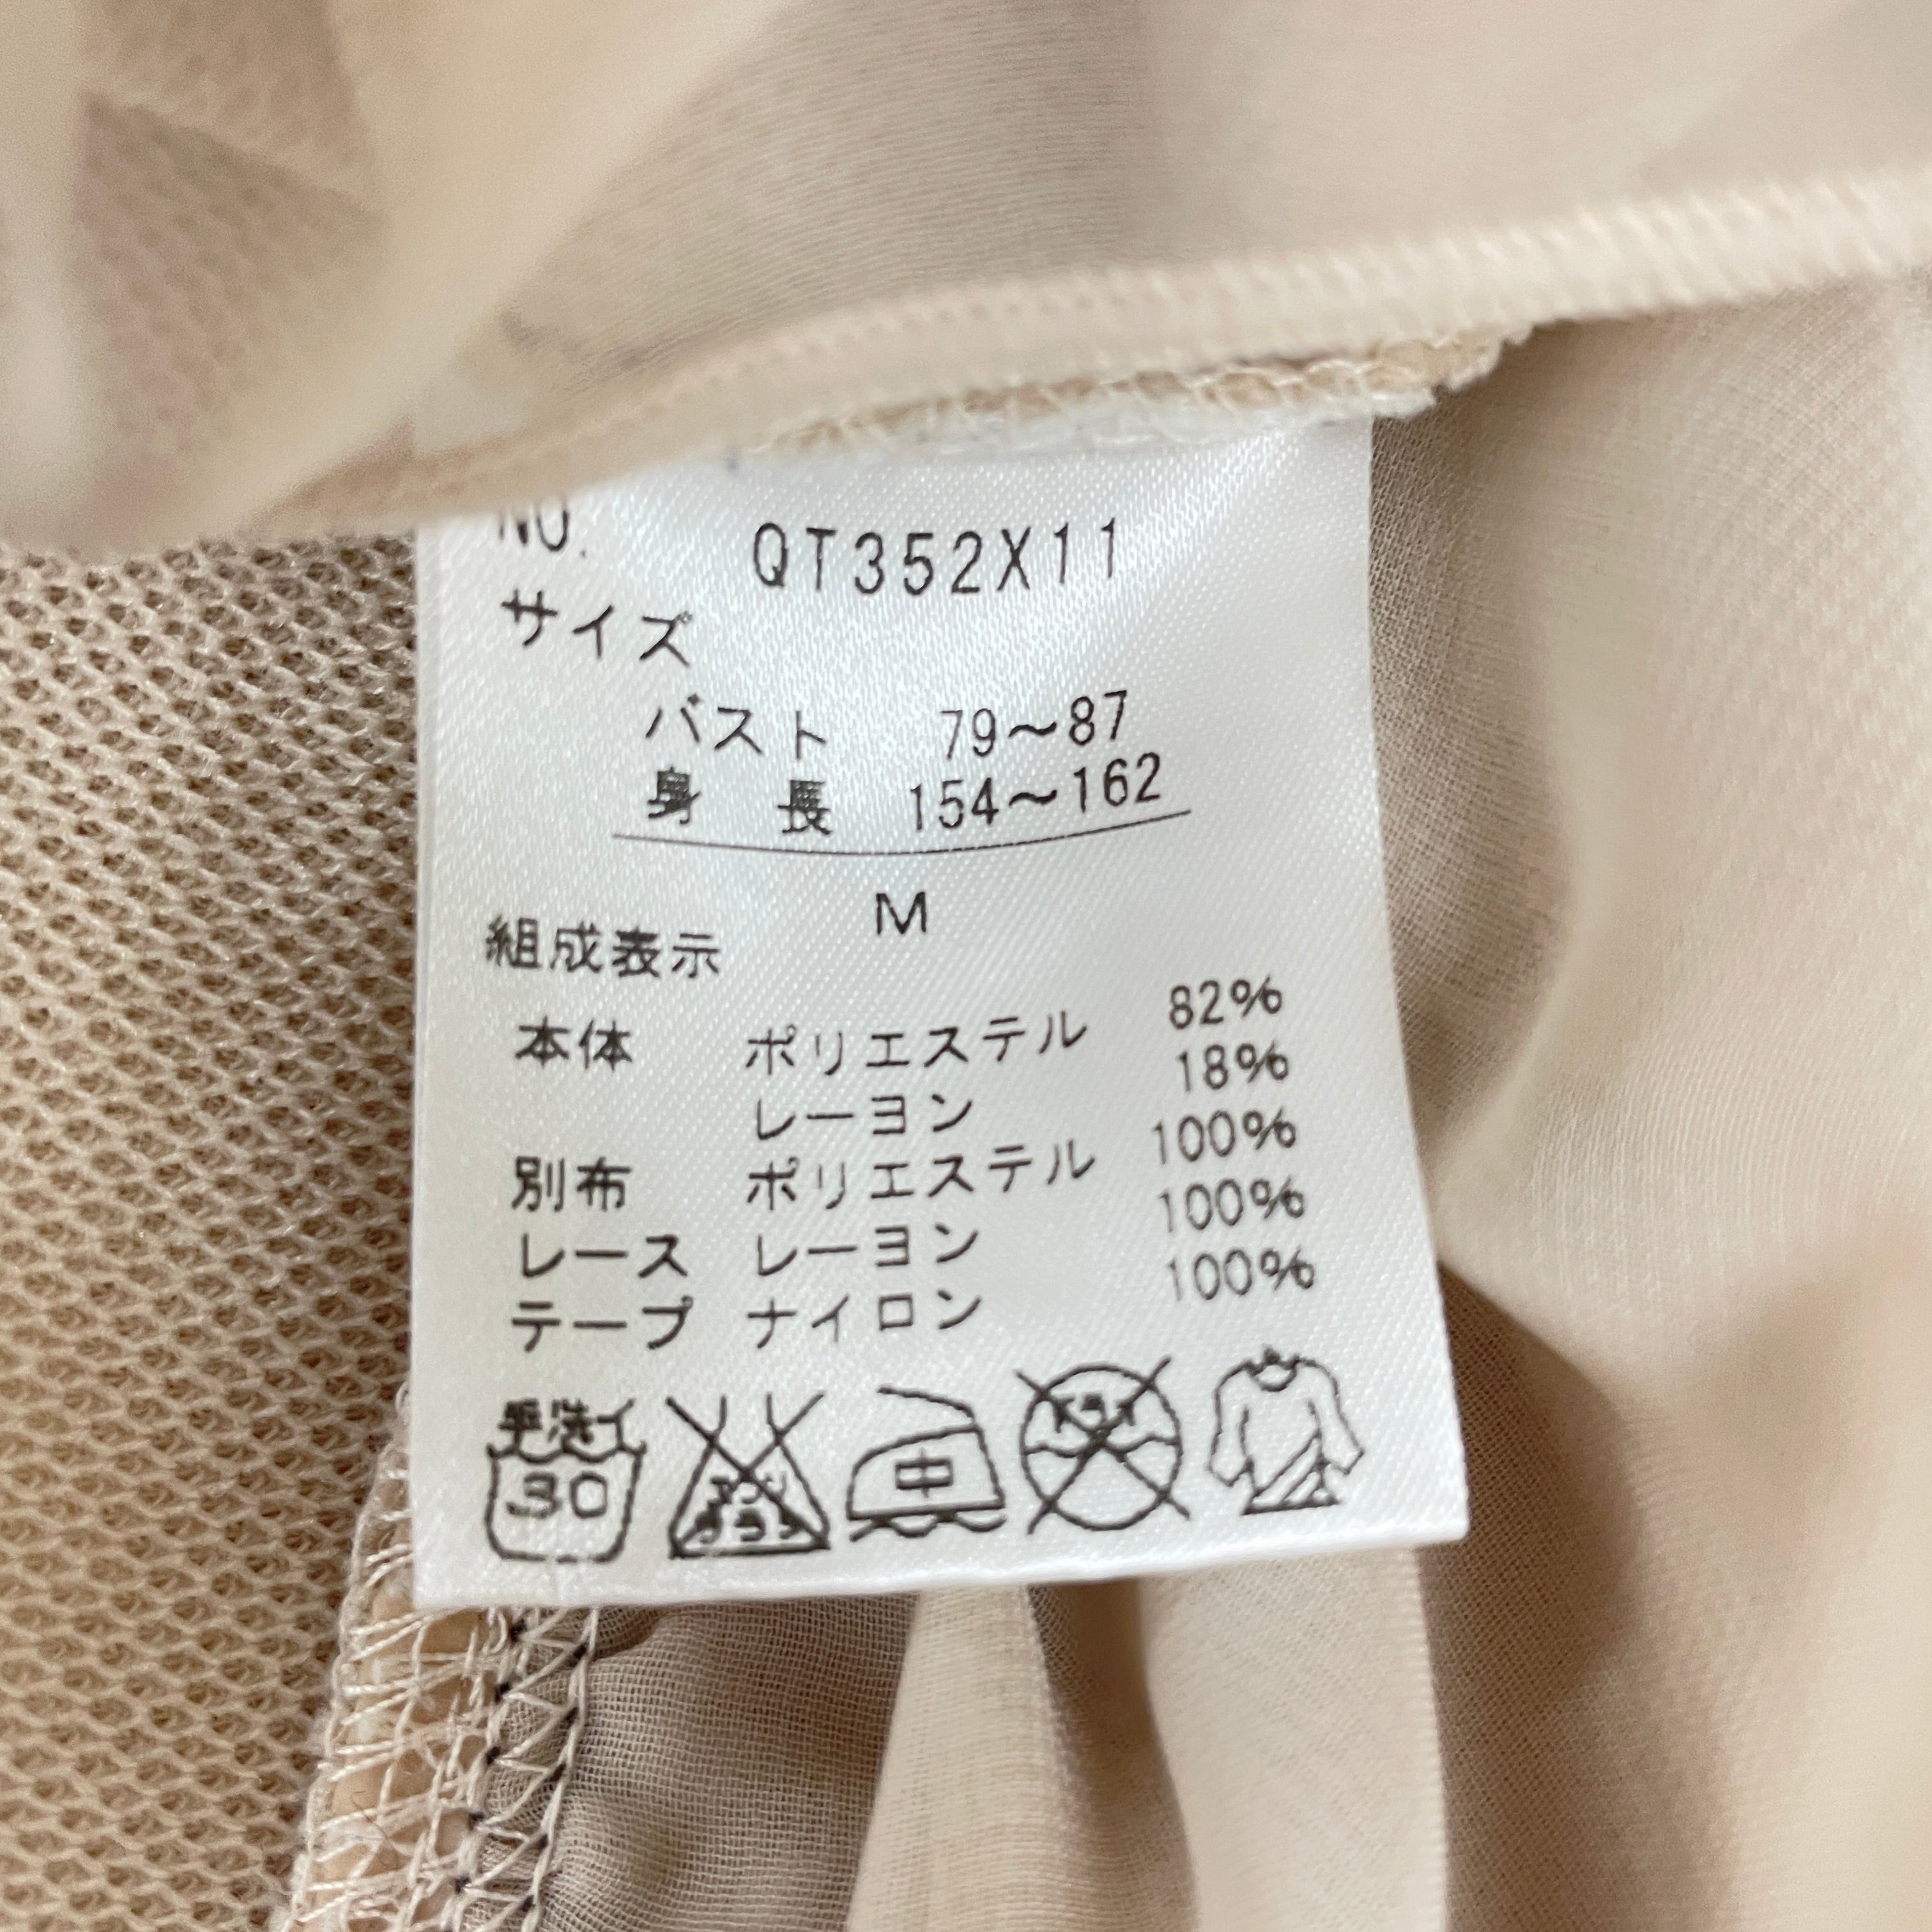 NO. QT352X11
サイズ
バスト 79～87
身長 154～162
M
組成表示
本体 ポリエステル 82%
レーヨン 18%
別布 ポリエステル 100%
レース レーヨン 100%
テープ ナイロン 100%
手洗イ 30 中